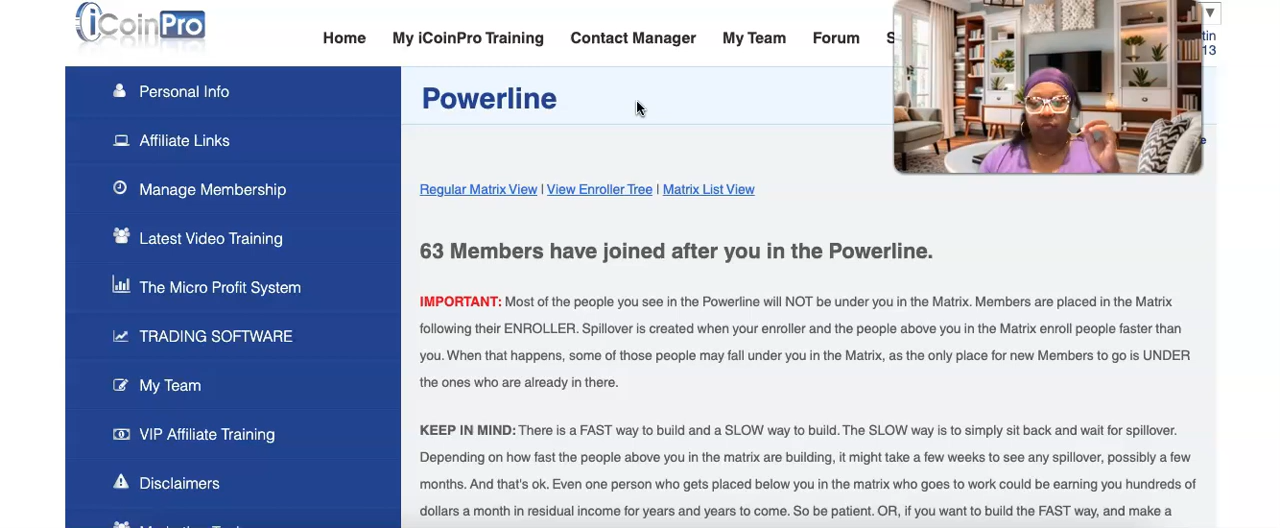 iCoinPro
Home My iCoinPro Training Contact Manager My Team Forum S
tin
13
Personal Info
Affiliate Links
Manage Membership
Latest Video Training
The Micro Profit System
TRADING SOFTWARE
My Team
VIP Affiliate Training
Disclaimers
Powerline
e
Regular Matrix View | View Enroller Tree | Matrix List View
63 Members have joined after you in the Powerline.
IMPORTANT: Most of the people you see in the Powerline will NOT be under you in the Matrix. Members are placed in the Matrix
following their ENROLLER. Spillover is created when your enroller and the people above you in the Matrix enroll people faster than
you. When that happens, some of those people may fall under you in the Matrix, as the only place for new Members to go is UNDER
the ones who are already in there.
KEEP IN MIND: There is a FAST way to build and a SLOW way to build. The SLOW way is to simply sit back and wait for spillover.
Depending on how fast the people above you in the matrix are building, it might take a few weeks to see any spillover, possibly a few
months. And that's ok. Even one person who gets placed below you in the matrix who goes to work could be earning you hundreds of
dollars a month in residual income for years and years to come. So be patient. OR, if you want to build the FAST way, and make a